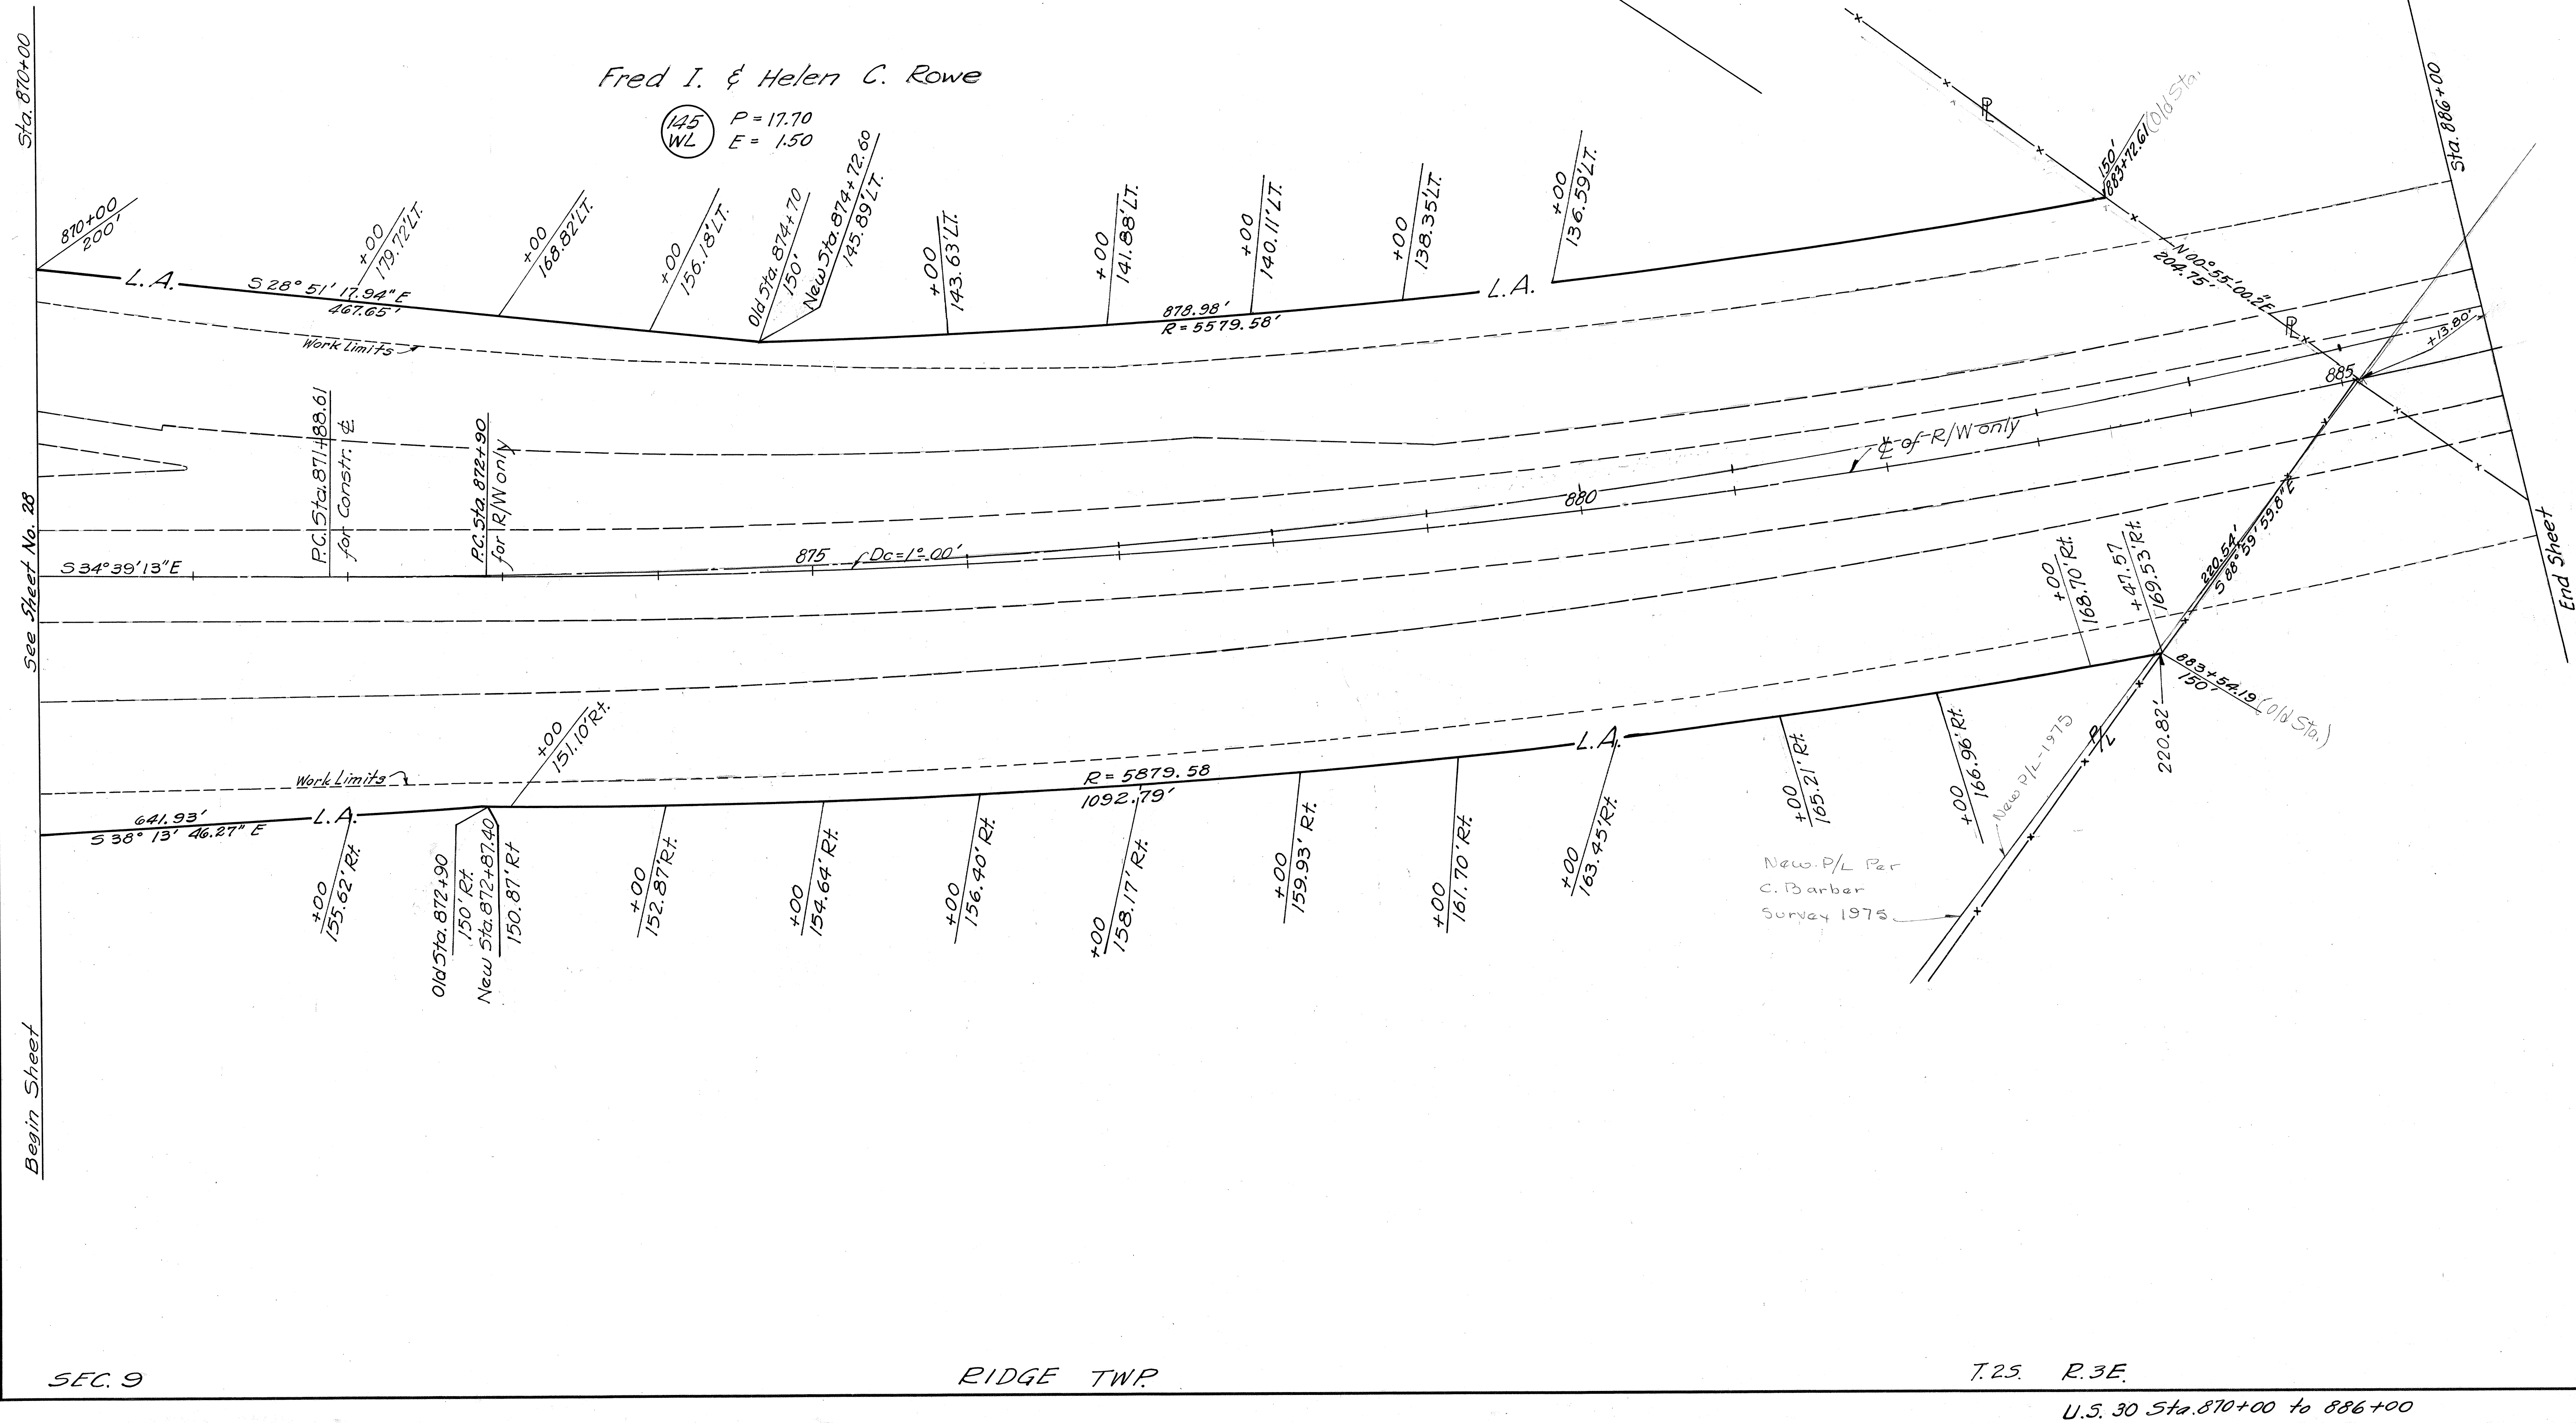 Sta. 870+00
Fred I. & Helen C. Rowe
145
WL
P = 17.70
E = 1.50
870+00
200'
+00
179.72' LT.
+00
168.82' LT.
+00
156.18' LT.
Old Sta. 874+70
150'
New Sta. 874+72.60
145.89' LT.
+00
143.63' LT.
+00
141.88' LT.
+00
140.11' LT.
+00
138.35' LT.
+00
136.59' LT.
150'
883+72.61 (Old Sta.
Sta. 886+00
L.A.
S 28° 51' 17.94" E
467.65'
Work Limits
878.98'
R = 5579.58'
L.A.
P/L
N 00°-55'-00.2" E
204.75'
P/L
+13.80'
885
P.C. Sta. 871+88.61
for Constr. ℄
P.C. Sta. 872+90
for R/W only
℄ of R/W only
880
875
Dc=1°-00'
S 34° 39' 13" E
See Sheet No. 28
+00
168.70' Rt.
+47.57
169.53' Rt.
220.54'
S 88° 59' 59.8" E
End Sheet
883+54.19 (Old Sta.)
150'
220.82'
P/L
New P/L-1975
New P/L Per
C. Barber
Survey 1975
+00
151.10' Rt.
Work Limits
641.93'
S 38° 13' 46.27" E
L.A.
R = 5879.58
1092.79'
L.A.
+00
155.62' Rt.
Old Sta. 872+90
150' Rt.
New Sta. 872+87.40
150.87' Rt
+00
152.87' Rt.
+00
154.64' Rt.
+00
156.40' Rt.
+00
158.17' Rt.
+00
159.93' Rt.
+00
161.70' Rt.
+00
163.45' Rt.
+00
165.21' Rt.
+00
166.96' Rt.
Begin Sheet
SEC. 9
RIDGE TWP.
T. 2S. R. 3E.
U.S. 30 Sta. 870+00 to 886+00